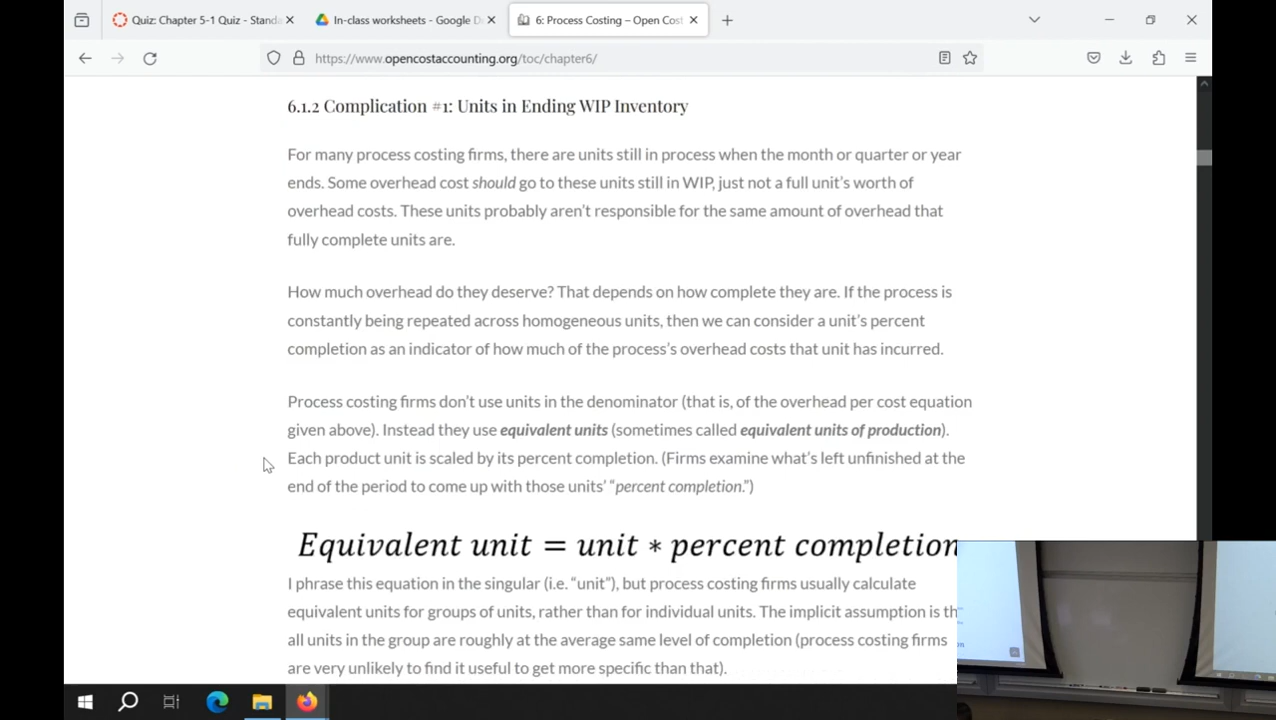 Quiz: Chapter 5-1 Quiz - Standa
In-class worksheets - Google D
6: Process Costing – Open Cost
https://www.opencostaccounting.org/toc/chapter6/
6.1.2 Complication #1: Units in Ending WIP Inventory
For many process costing firms, there are units still in process when the month or quarter or year
ends. Some overhead cost should go to these units still in WIP, just not a full unit's worth of
overhead costs. These units probably aren't responsible for the same amount of overhead that
fully complete units are.
How much overhead do they deserve? That depends on how complete they are. If the process is
constantly being repeated across homogeneous units, then we can consider a unit's percent
completion as an indicator of how much of the process's overhead costs that unit has incurred.
Process costing firms don't use units in the denominator (that is, of the overhead per cost equation
given above). Instead they use equivalent units (sometimes called equivalent units of production).
Each product unit is scaled by its percent completion. (Firms examine what's left unfinished at the
end of the period to come up with those units' "percent completion.")
Equivalent unit = unit * percent completion
I phrase this equation in the singular (i.e. "unit"), but process costing firms usually calculate
equivalent units for groups of units, rather than for individual units. The implicit assumption is th
all units in the group are roughly at the average same level of completion (process costing firms
are very unlikely to find it useful to get more specific than that).